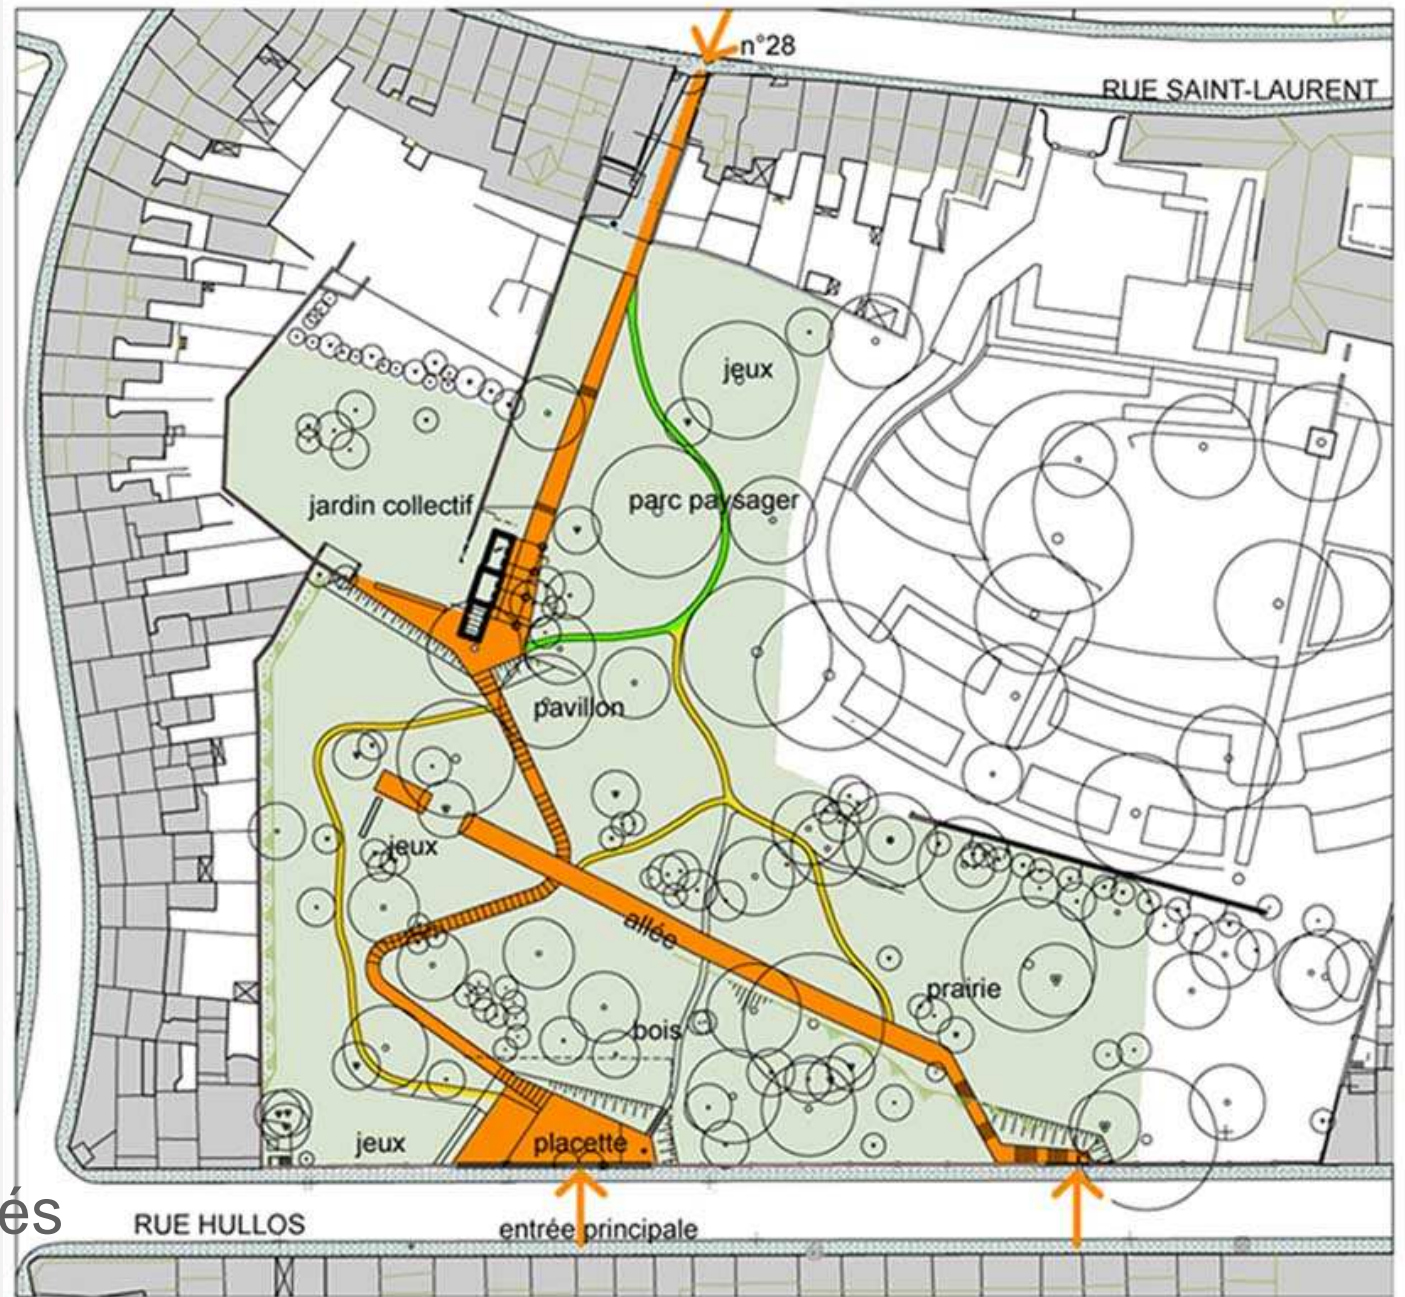 n°28
RUE SAINT-LAURENT
jeux
jardin collectif
parc paysager
pavillon
jeux
allée
prairie
bois
jeux
placette
és
RUE HULLOS
entrée principale